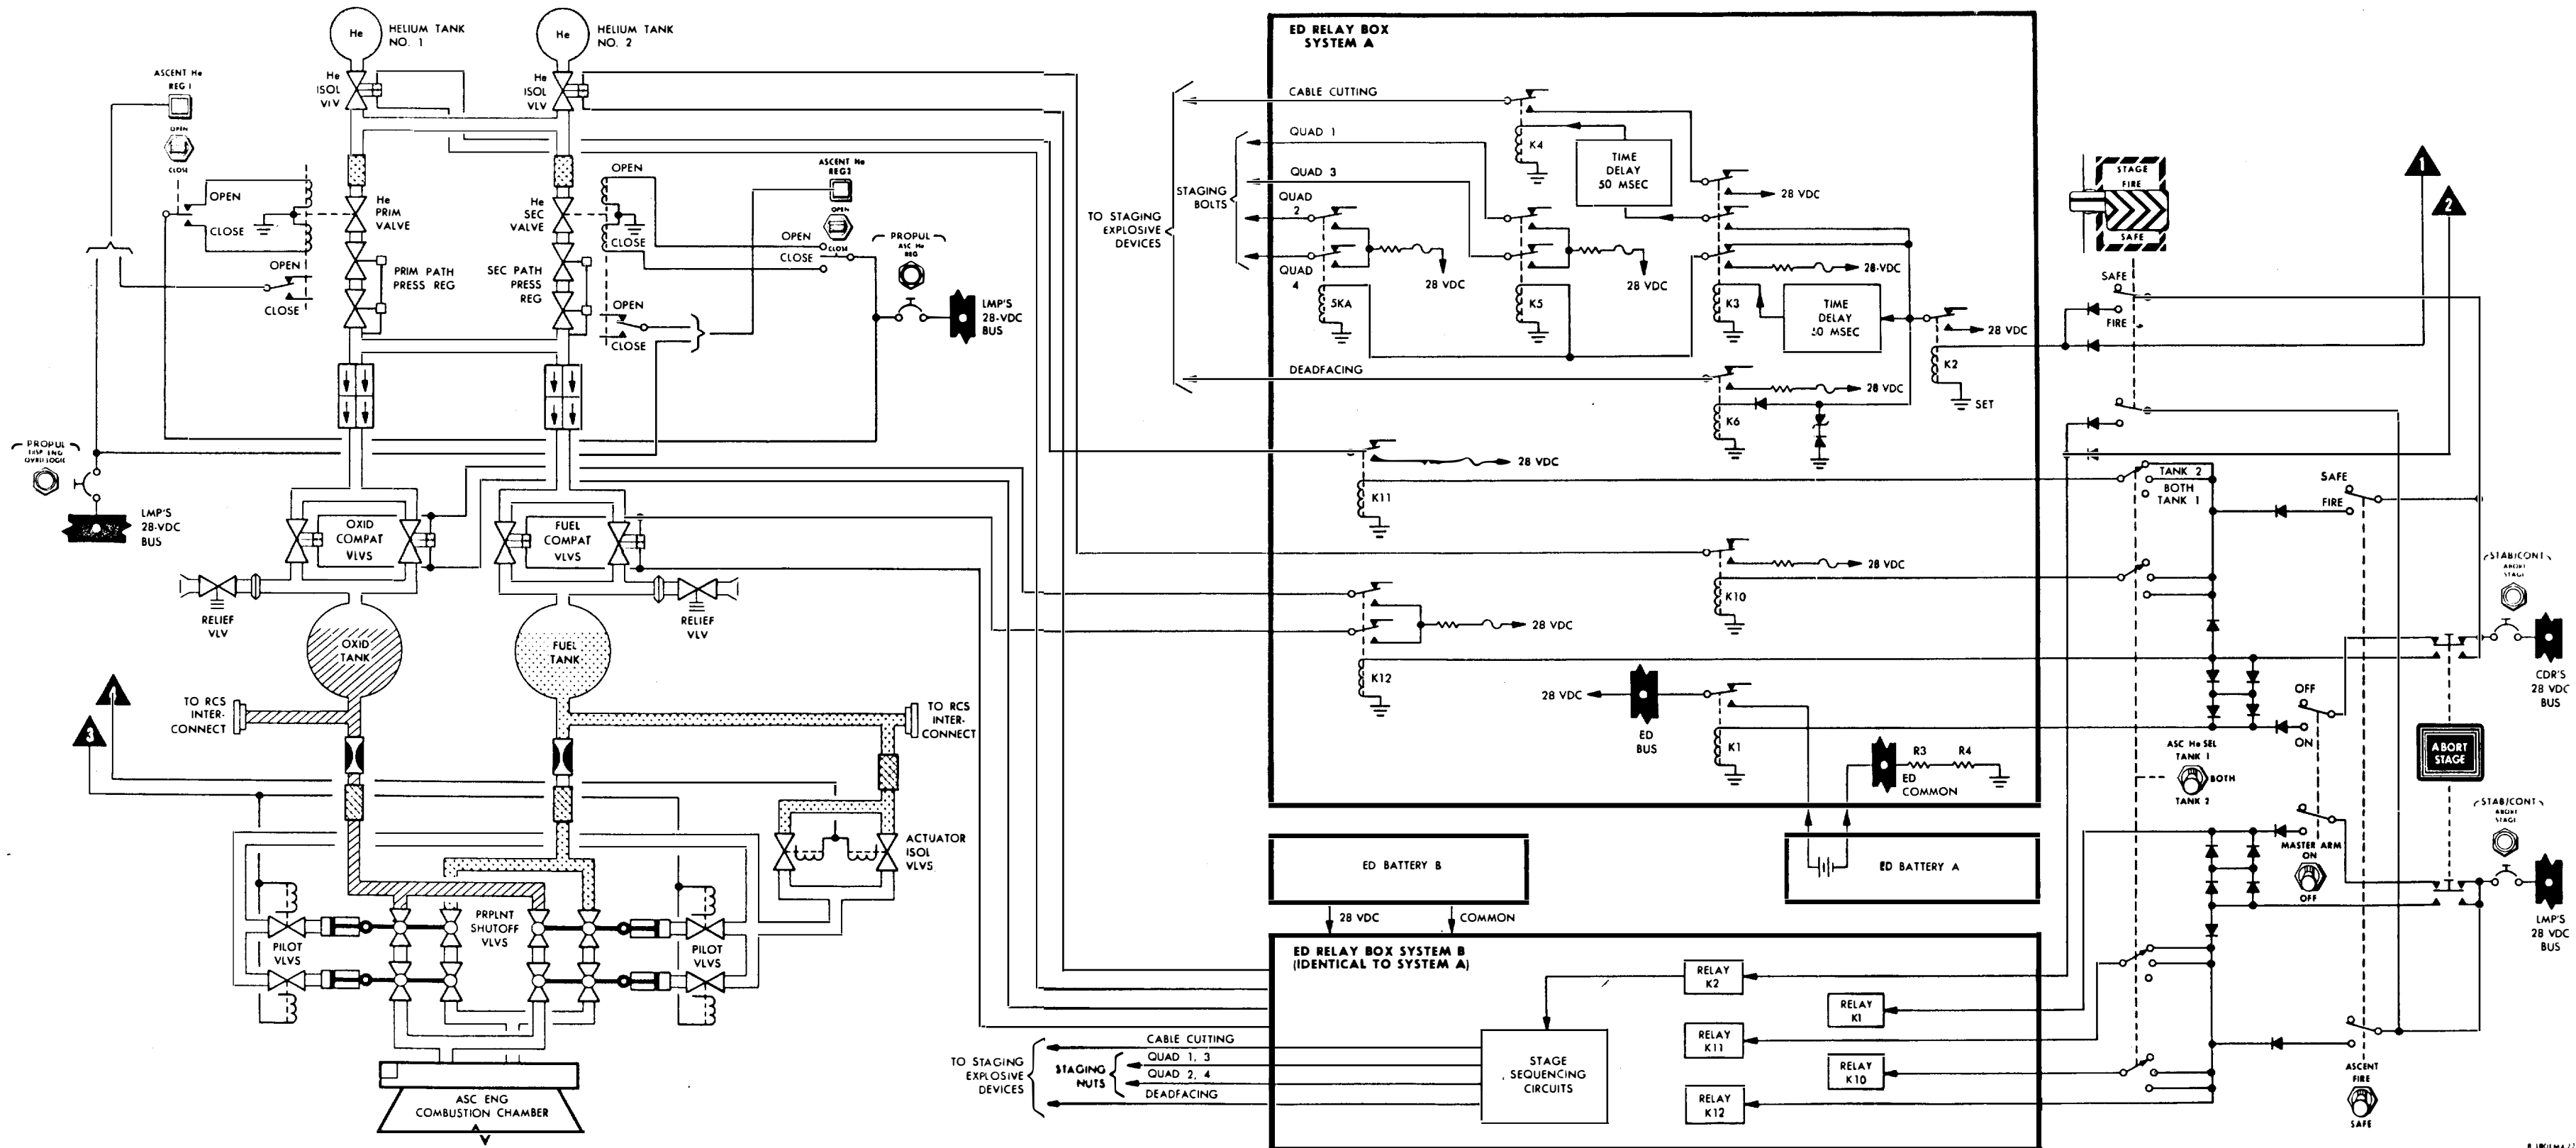 He
HELIUM TANK
NO. 1
He
HELIUM TANK
NO. 2
ASCENT He
REG 1
OPEN
CLOSE
He
ISOL
VLV
He
ISOL
VLV
OPEN
CLOSE
He
PRIM
VALVE
OPEN
CLOSE
PRIM PATH
PRESS REG
He
SEC
VALVE
SEC PATH
PRESS
REG
OPEN
CLOSE
OPEN
CLOSE
ASCENT He
REG2
OPEN
CLOSE
OPEN
CLOSE
PROPUL
ASC He
REG
LMP'S
28-VDC
BUS
PROPUL
LMP'S
28-VDC
BUS
OXID
COMPAT
VLVS
FUEL
COMPAT
VLVS
RELIEF
VLV
RELIEF
VLV
OXID
TANK
FUEL
TANK
TO RCS
INTER-
CONNECT
TO RCS
INTER-
CONNECT
3
ACTUATOR
ISOL
VLVS
PRPLNT
SHUTOFF
VLVS
PILOT
VLVS
PILOT
VLVS
ASC ENG
COMBUSTION CHAMBER
ED RELAY BOX
SYSTEM A
CABLE CUTTING
QUAD 1
QUAD 3
QUAD
2
QUAD
4
STAGING
BOLTS
TO STAGING
EXPLOSIVE
DEVICES
DEADFACING
K4
TIME
DELAY
50 MSEC
28 VDC
28 VDC
28 VDC
28-VDC
5KA
K5
K3
TIME
DELAY
28 VDC
K2
SET
28 VDC
K6
28 VDC
K11
28 VDC
K10
28 VDC
K12
28 VDC
ED
BUS
K1
R3
R4
ED
COMMON
ED BATTERY B
ED BATTERY A
28 VDC
COMMON
ED RELAY BOX SYSTEM B
(IDENTICAL TO SYSTEM A)
RELAY
K2
RELAY
K1
RELAY
K11
RELAY
K10
RELAY
K12
STAGE
SEQUENCING
CIRCUITS
CABLE CUTTING
QUAD 1, 3
QUAD 2, 4
DEADFACING
STAGING
NUTS
TO STAGING
EXPLOSIVE
DEVICES
STAGE
FIRE
SAFE
SAFE
FIRE
1
2
TANK 2
BOTH
TANK 1
SAFE
FIRE
STAB/CONT
ABORT
STAGE
CDR'S
28 VDC
BUS
OFF
ON
ABORT
STAGE
ASC He SEL
TANK 1
BOTH
TANK 2
MASTER ARM
ON
OFF
STAB/CONT
ABORT
STAGE
LMP'S
28 VDC
BUS
ASCENT
FIRE
SAFE